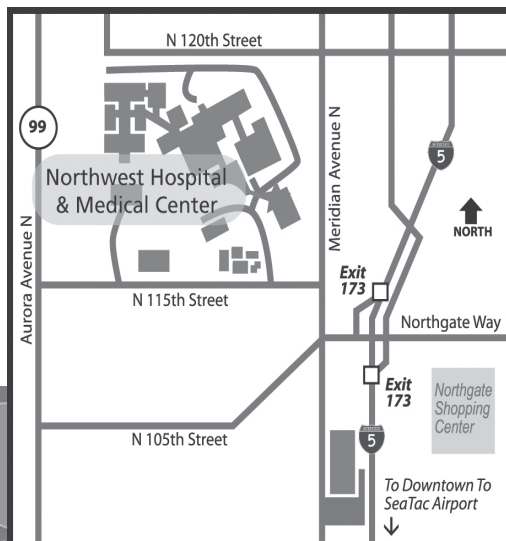 N 120th Street
99
Northwest Hospital
& Medical Center
Aurora Avenue N
Meridian Avenue N
5
NORTH
Exit
173
N 115th Street
Northgate Way
Exit
173
Northgate
Shopping
Center
N 105th Street
5
To Downtown To
SeaTac Airport